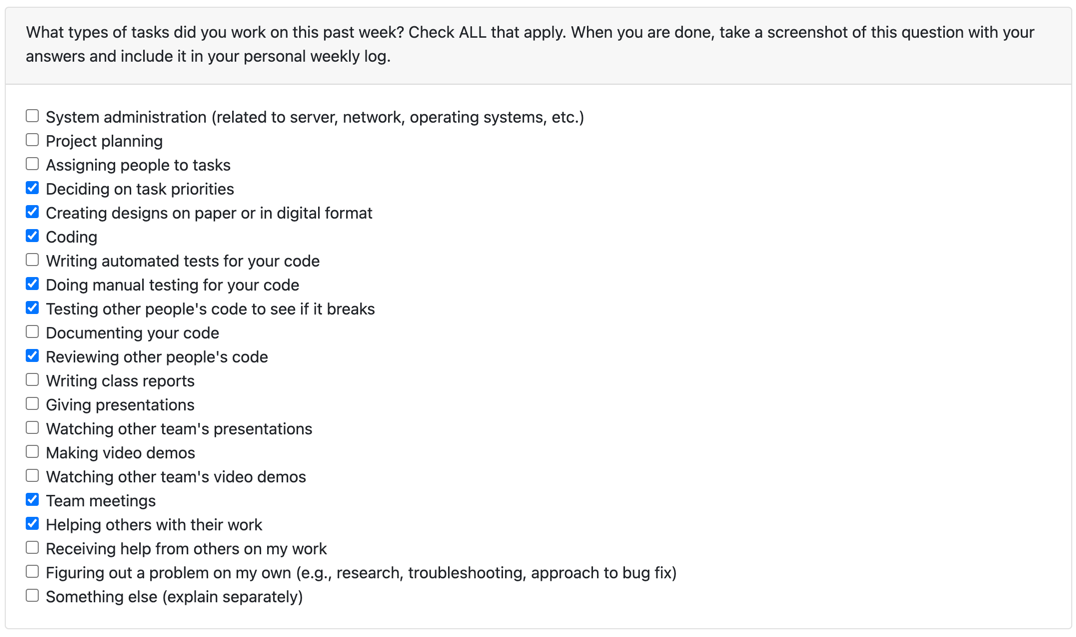 What types of tasks did you work on this past week? Check ALL that apply. When you are done, take a screenshot of this question with your
answers and include it in your personal weekly log.
System administration (related to server, network, operating systems, etc.)
Project planning
Assigning people to tasks
Deciding on task priorities
Creating designs on paper or in digital format
Coding
Writing automated tests for your code
Doing manual testing for your code
Testing other people's code to see if it breaks
Documenting your code
Reviewing other people's code
Writing class reports
Giving presentations
Watching other team's presentations
Making video demos
Watching other team's video demos
Team meetings
Helping others with their work
Receiving help from others on my work
Figuring out a problem on my own (e.g., research, troubleshooting, approach to bug fix)
Something else (explain separately)